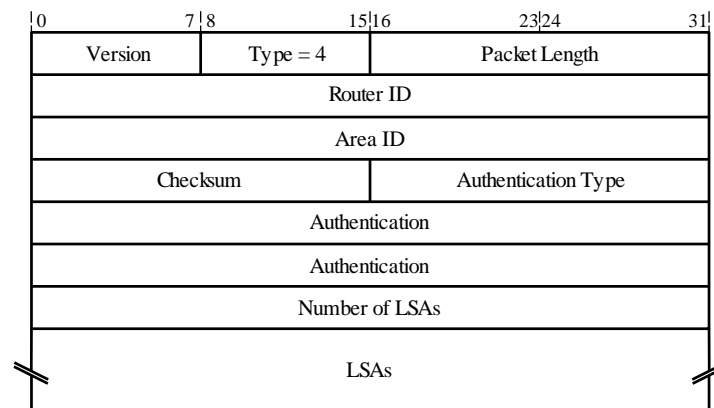 0 7 8 15 16 23 24 31
Version Type = 4 Packet Length
Router ID
Area ID
Checksum Authentication Type
Authentication
Authentication
Number of LSAs
LSAs